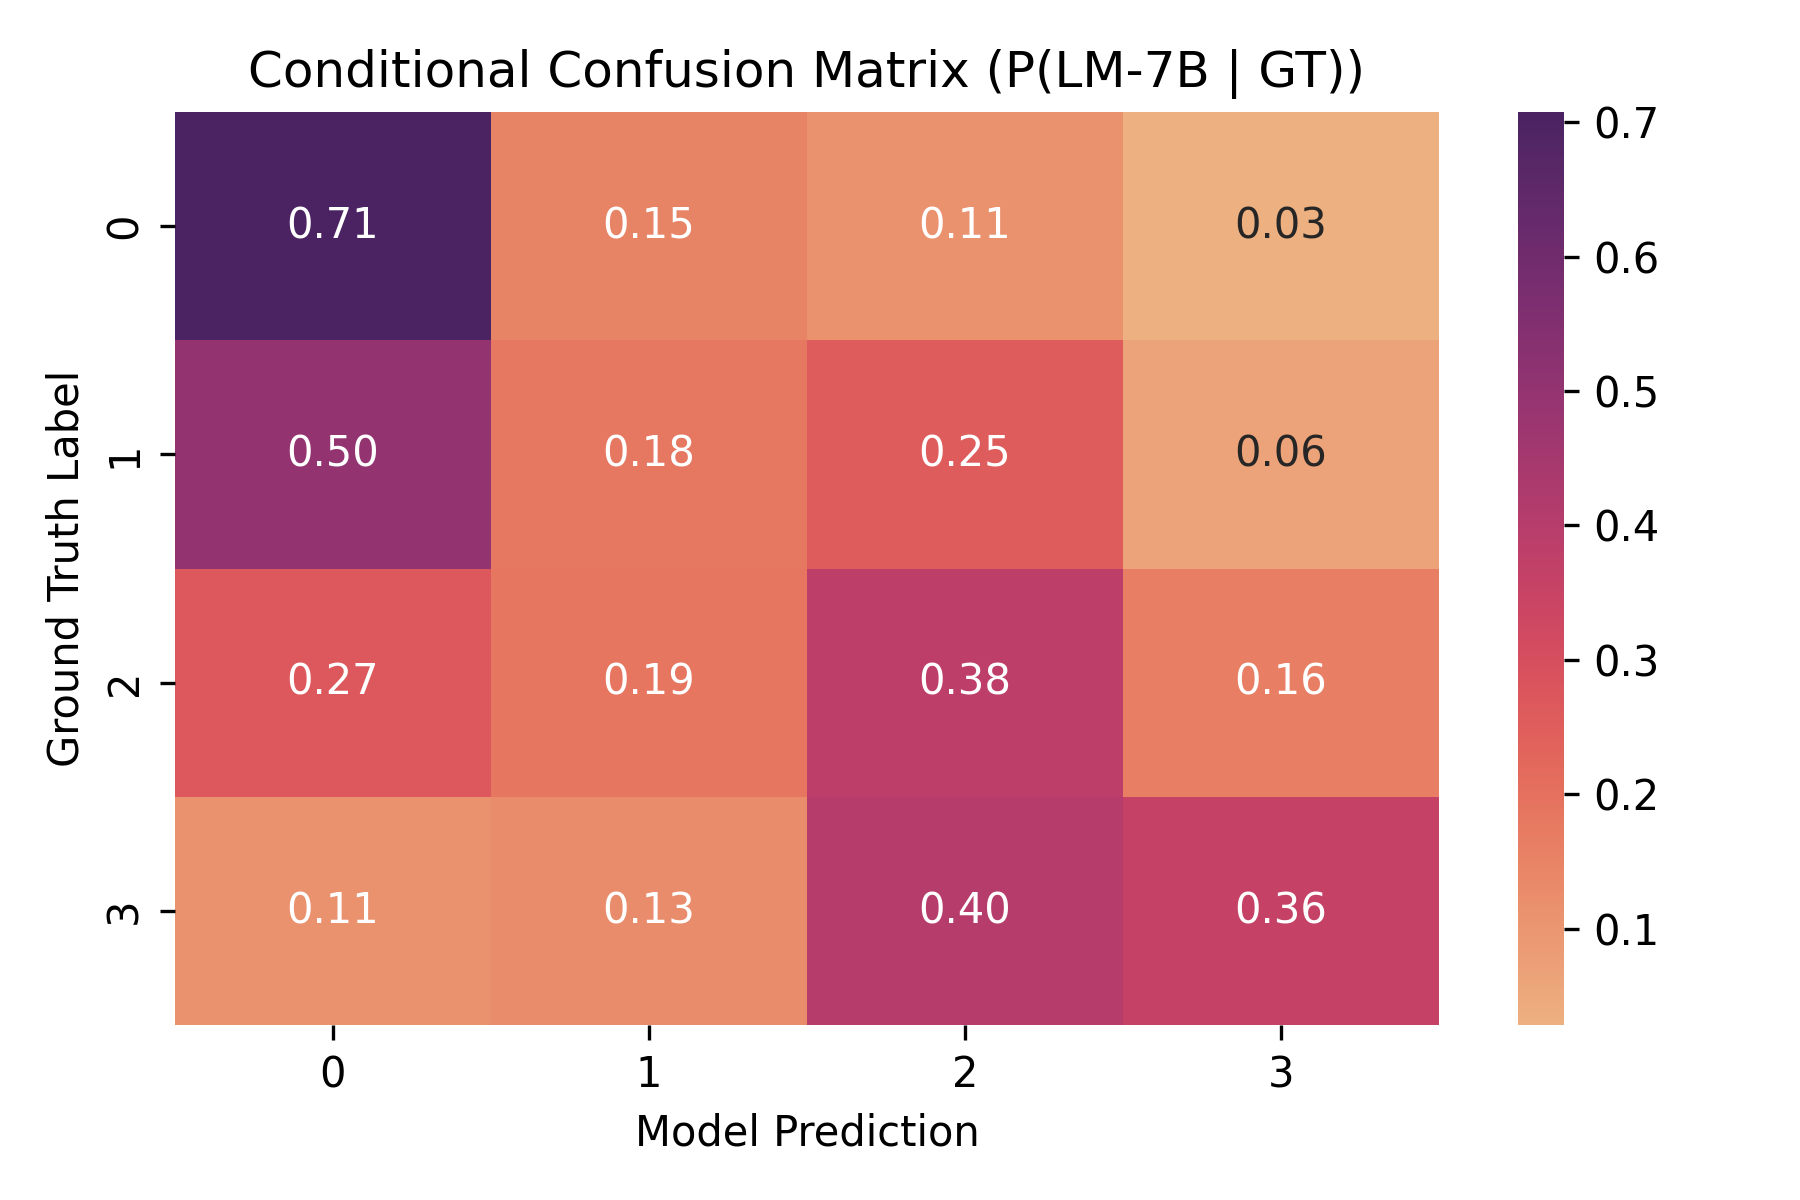 Conditional Confusion Matrix (P(LM-7B | GT))
Ground Truth Label
0
0.71 0.15 0.11 0.03
1
0.50 0.18 0.25 0.06
2
0.27 0.19 0.38 0.16
3
0.11 0.13 0.40 0.36
0 1 2 3
Model Prediction
0.7
0.6
0.5
0.4
0.3
0.2
0.1